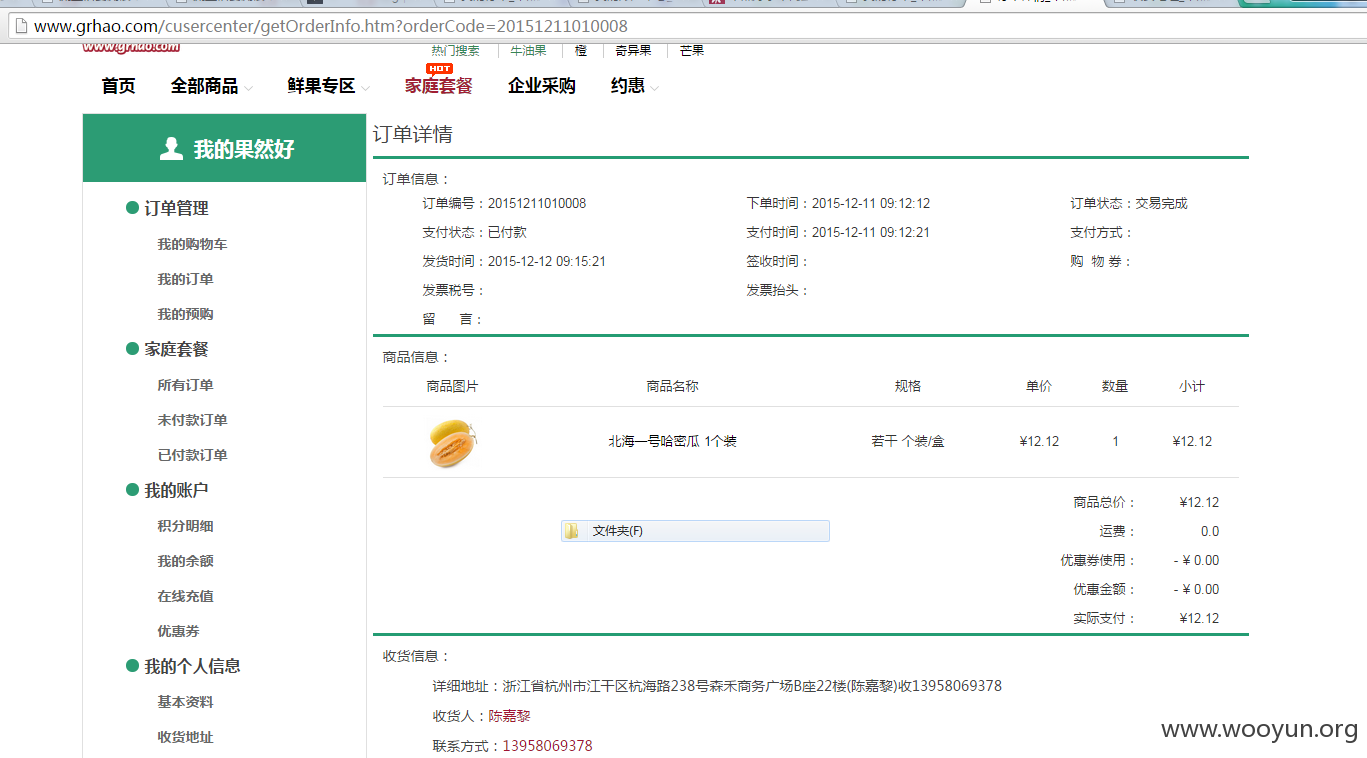 www.grhao.com/cusercenter/getOrderInfo.htm?orderCode=20151211010008
www.grhao.com
热门搜索 牛油果 橙 奇异果 芒果
HOT
首页 全部商品 鲜果专区 家庭套餐 企业采购 约惠
我的果然好
订单管理
我的购物车
我的订单
我的预购
家庭套餐
所有订单
未付款订单
已付款订单
我的账户
积分明细
我的余额
在线充值
优惠券
我的个人信息
基本资料
收货地址
订单详情
订单信息：
订单编号：20151211010008 下单时间：2015-12-11 09:12:12 订单状态：交易完成
支付状态：已付款 支付时间：2015-12-11 09:12:21 支付方式：
发货时间：2015-12-12 09:15:21 签收时间： 购 物 券：
发票税号： 发票抬头：
留 言：
商品信息：
商品图片 商品名称 规格 单价 数量 小计
北海一号哈密瓜 1个装 若干 个装/盒 ¥12.12 1 ¥12.12
商品总价： ¥12.12
文件夹(F)
运费： 0.0
优惠券使用： - ¥ 0.00
优惠金额： - ¥ 0.00
实际支付： ¥12.12
收货信息：
详细地址：浙江省杭州市江干区杭海路238号森禾商务广场B座22楼(陈嘉黎)收13958069378
收货人：陈嘉黎
联系方式：13958069378
www.wooyun.org